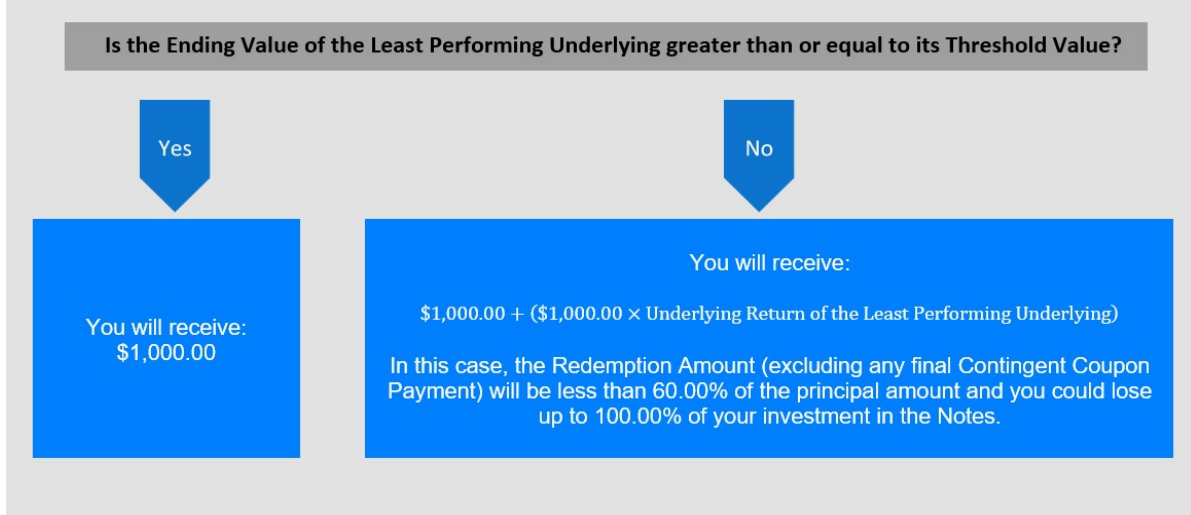 Is the Ending Value of the Least Performing Underlying greater than or equal to its Threshold Value?
Yes
No
You will receive:
$1,000.00
You will receive:
$1,000.00 + ($1,000.00 × Underlying Return of the Least Performing Underlying)
In this case, the Redemption Amount (excluding any final Contingent Coupon
Payment) will be less than 60.00% of the principal amount and you could lose
up to 100.00% of your investment in the Notes.